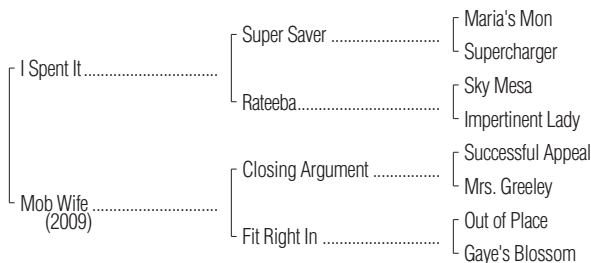 Maria's Mon
Super Saver ..............................
Supercharger
I Spent It .....................................
Sky Mesa
Rateeba.......................................
Impertinent Lady
Successful Appeal
Closing Argument ..................
Mrs. Greeley
Mob Wife ...................................
(2009)
Out of Place
Fit Right In ................................
Gaye's Blossom